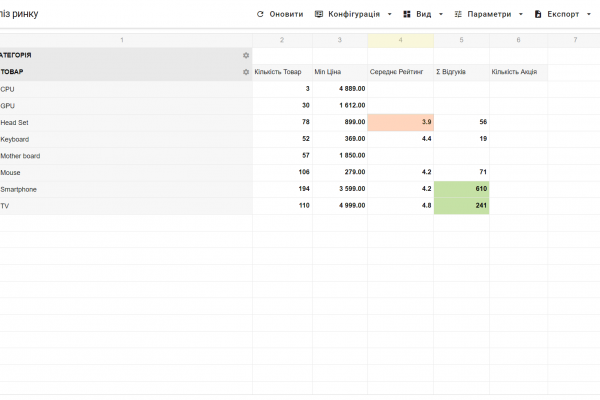 ліз ринку Оновити Конфігурація Вид Параметри Експорт
1 2 3 4 5 6 7
АТЕГОРІЯ
ТОВАР Кількість Товар Min Ціна Середнє Рейтинг Σ Відгуків Кількість Акція
CPU 3 4 889.00
GPU 30 1 612.00
Head Set 78 899.00 3.9 56
Keyboard 52 369.00 4.4 19
Mother board 57 1 850.00
Mouse 106 279.00 4.2 71
Smartphone 194 3 599.00 4.2 610
TV 110 4 999.00 4.8 241